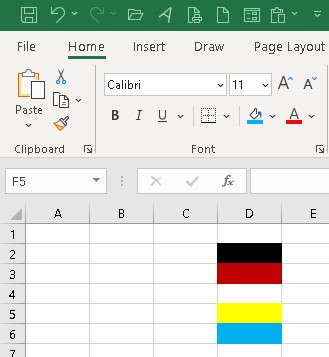 File Home Insert Draw Page Layout
Paste
Calibri 11 A A
B I U A
Clipboard Font
F5 fx
A B C D E
1
2
3
4
5
6
7